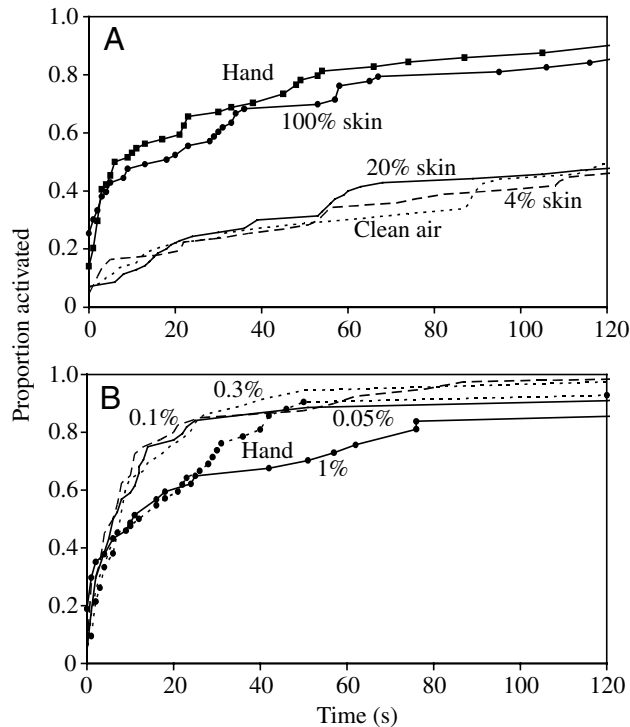 Proportion activated
A
1.0
0.8
0.6
0.4
0.2
0
Hand
100% skin
20% skin
4% skin
Clean air
0 20 40 60 80 100 120
B
1.0
0.8
0.6
0.4
0.2
0
0.3%
0.1%
0.05%
Hand
1%
0 20 40 60 80 100 120
Time (s)